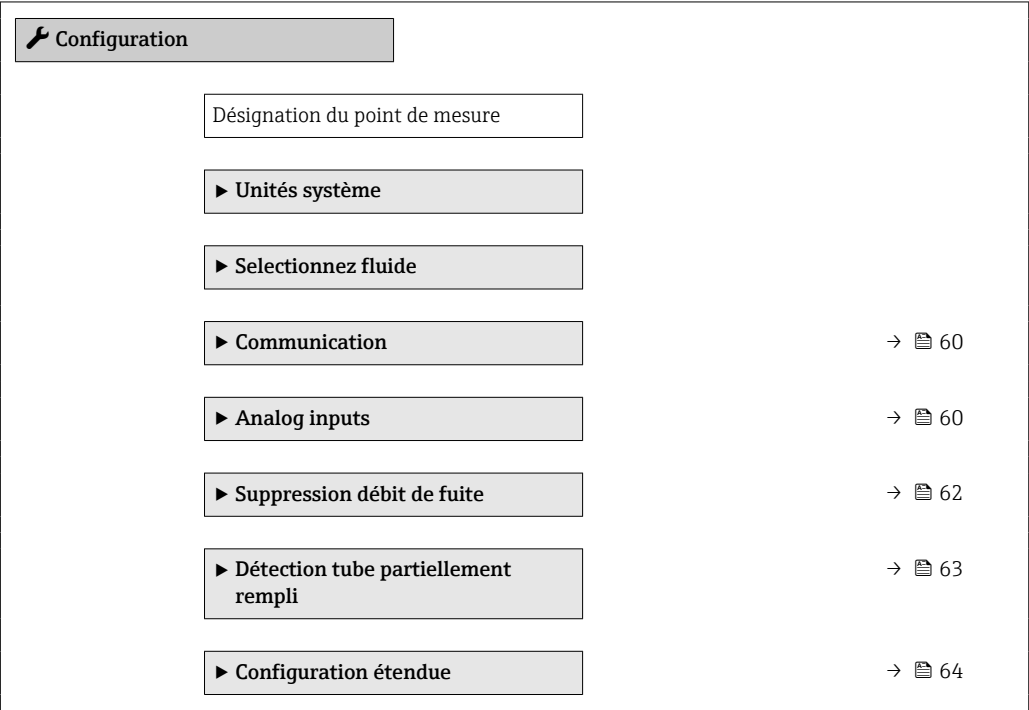 Configuration
Désignation du point de mesure
▶ Unités système
▶ Selectionnez fluide
▶ Communication → 60
▶ Analog inputs → 60
▶ Suppression débit de fuite → 62
▶ Détection tube partiellement → 63
rempli
▶ Configuration étendue → 64